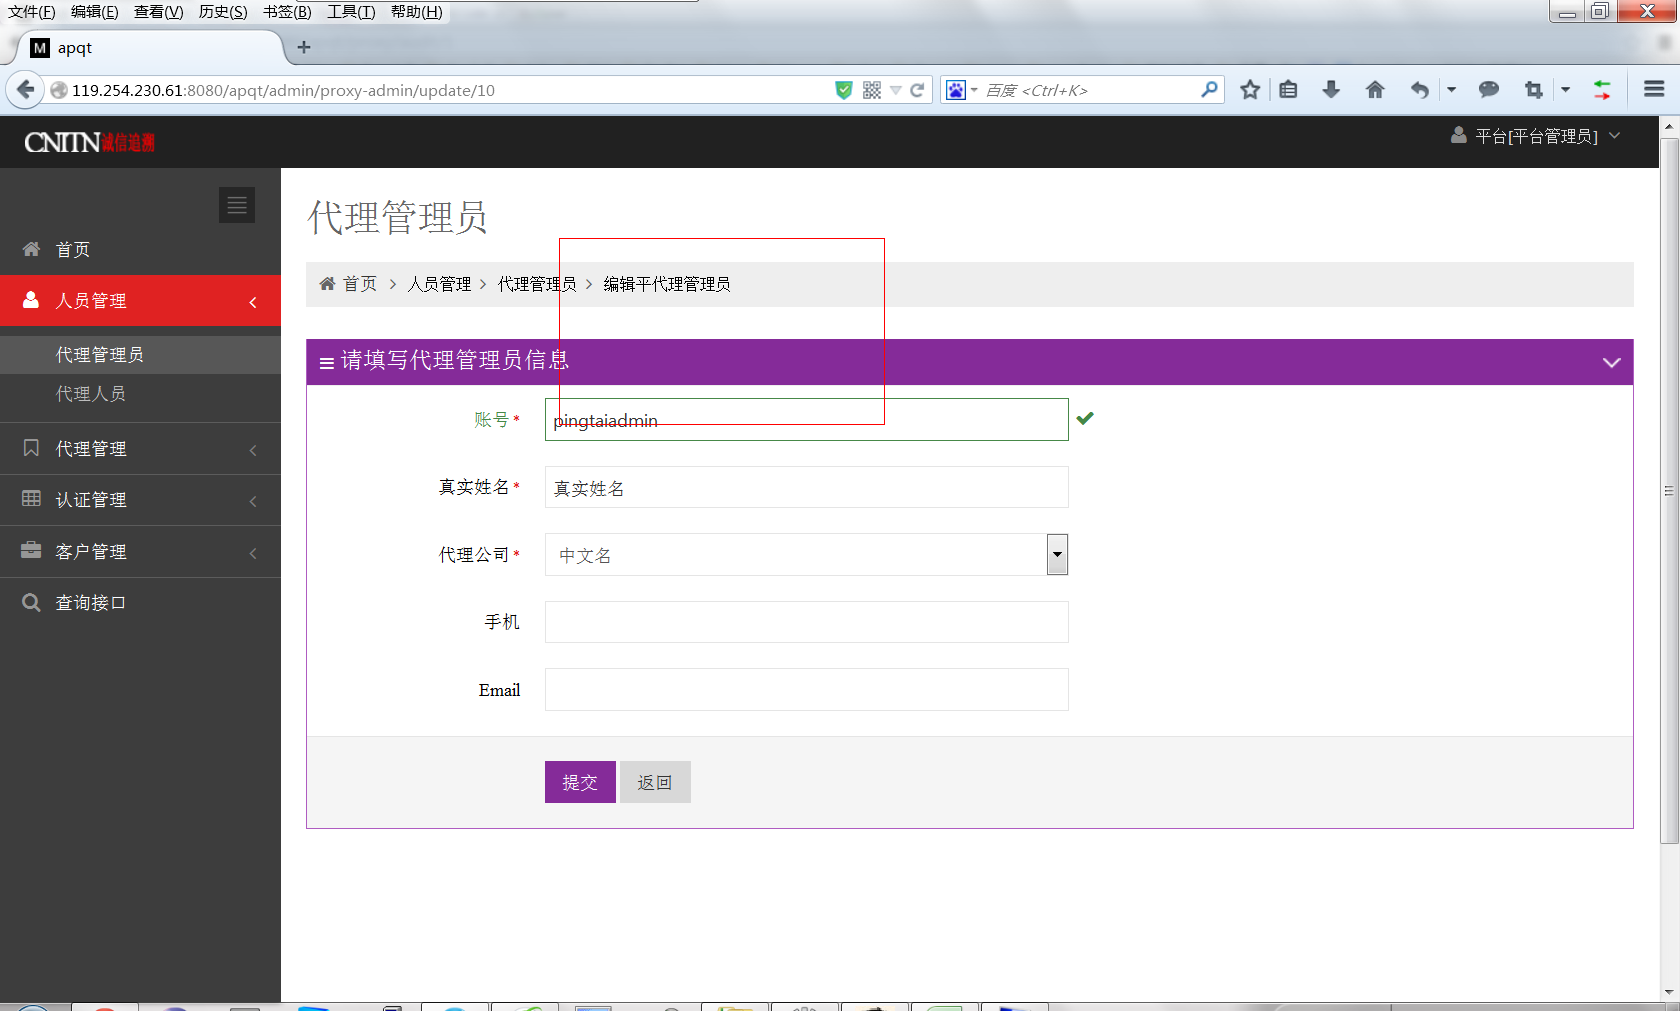 文件(F) 编辑(E) 查看(V) 历史(S) 书签(B) 工具(T) 帮助(H)
M apqt +
119.254.230.61:8080/apqt/admin/proxy-admin/update/10 百度 <Ctrl+K>
CNITN诚信追溯 平台[平台管理员]
代理管理员
首页
首页 > 人员管理 > 代理管理员 > 编辑平代理管理员
人员管理
代理管理员
代理人员
代理管理
认证管理
客户管理
查询接口
请填写代理管理员信息
账号* pingtaiadmin
真实姓名* 真实姓名
代理公司* 中文名
手机
Email
提交 返回